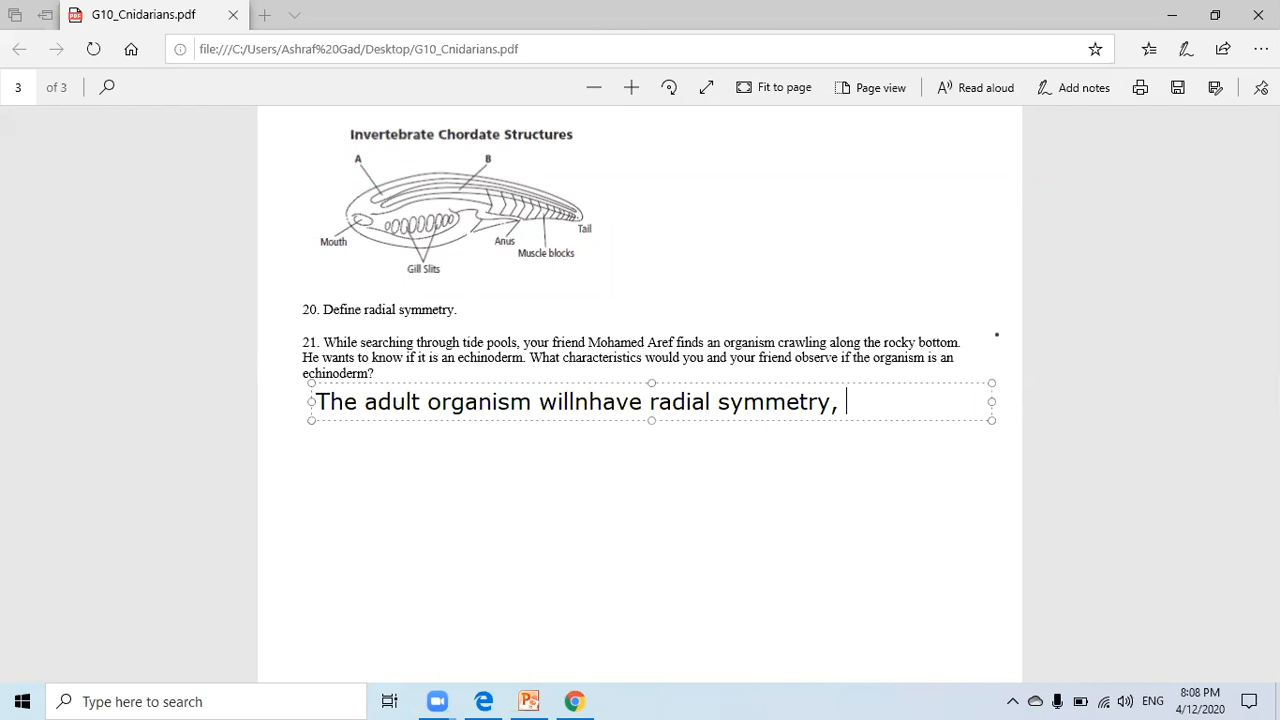 G10_Cnidarians.pdf
file:///C:/Users/Ashraf%20Gad/Desktop/G10_Cnidarians.pdf
3 of 3
Fit to page
Page view
Read aloud
Add notes
Invertebrate Chordate Structures
A
B
Mouth
Gill Slits
Anus
Muscle blocks
Tail
20. Define radial symmetry.
21. While searching through tide pools, your friend Mohamed Aref finds an organism crawling along the rocky bottom.
He wants to know if it is an echinoderm. What characteristics would you and your friend observe if the organism is an
echinoderm?
The adult organism willnhave radial symmetry,
Type here to search
ENG
8:08 PM
4/12/2020